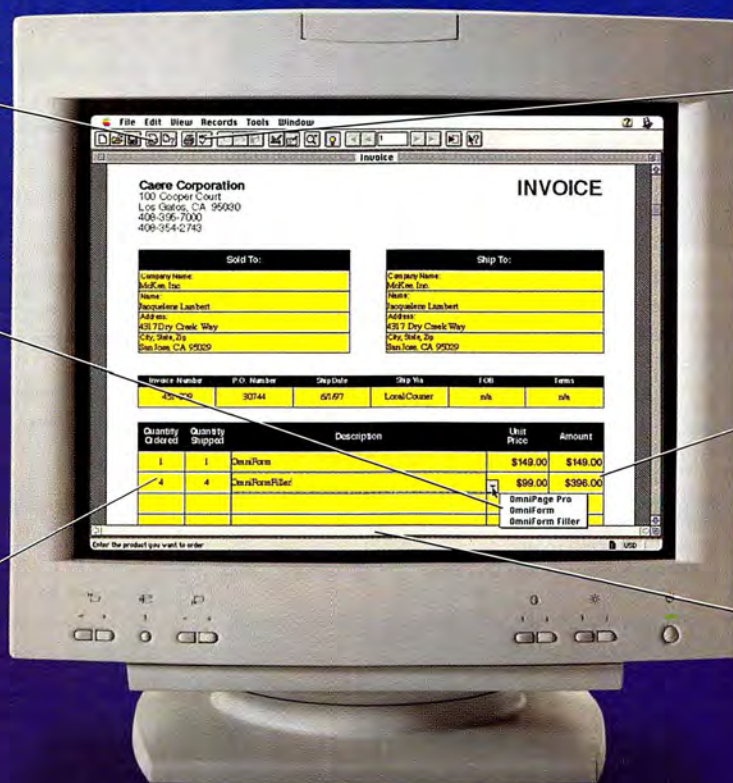 File Edit View Records Tools Window
1
Invoice
Caere Corporation
100 Cooper Court
Los Gatos, CA 95030
408-395-7000
408-354-2743
INVOICE
Sold To:
Company Name:
McKen Inc.
Name:
Jacquelene Lambert
Address:
4317 Dry Creek Way
City, State, Zip
San Jose, CA 95029
Ship To:
Company Name:
McKen Inc.
Name:
Jacquelene Lambert
Address:
4317 Dry Creek Way
City, State, Zip
San Jose, CA 95029
Invoice Number P.O. Number Ship Date Ship Via FOB Terms
30744 6/1/97 Local Courier n/a n/a
Quantity Ordered Quantity Shipped Description Unit Price Amount
1 1 OmniForm $149.00 $149.00
4 4 OmniFormFiller $99.00 $396.00
OmniPage Pro
OmniForm
OmniForm Filler
Enter the product you want to order
USD